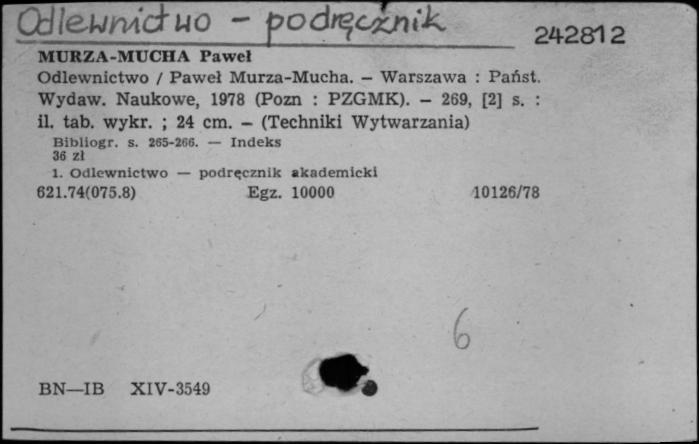 Odlewnictwo - podręcznik
242812
MURZA-MUCHA Paweł
Odlewnictwo / Paweł Murza-Mucha. – Warszawa : Państ.
Wydaw. Naukowe, 1978 (Pozn : PZGMK). – 269, [2] s. :
il. tab. wykr. ; 24 cm. – (Techniki Wytwarzania)
Bibliogr. s. 265-266. — Indeks
36 zł
1. Odlewnictwo — podręcznik akademicki
621.74(075.8) Egz. 10000 10126/78
6
BN—IB XIV-3549